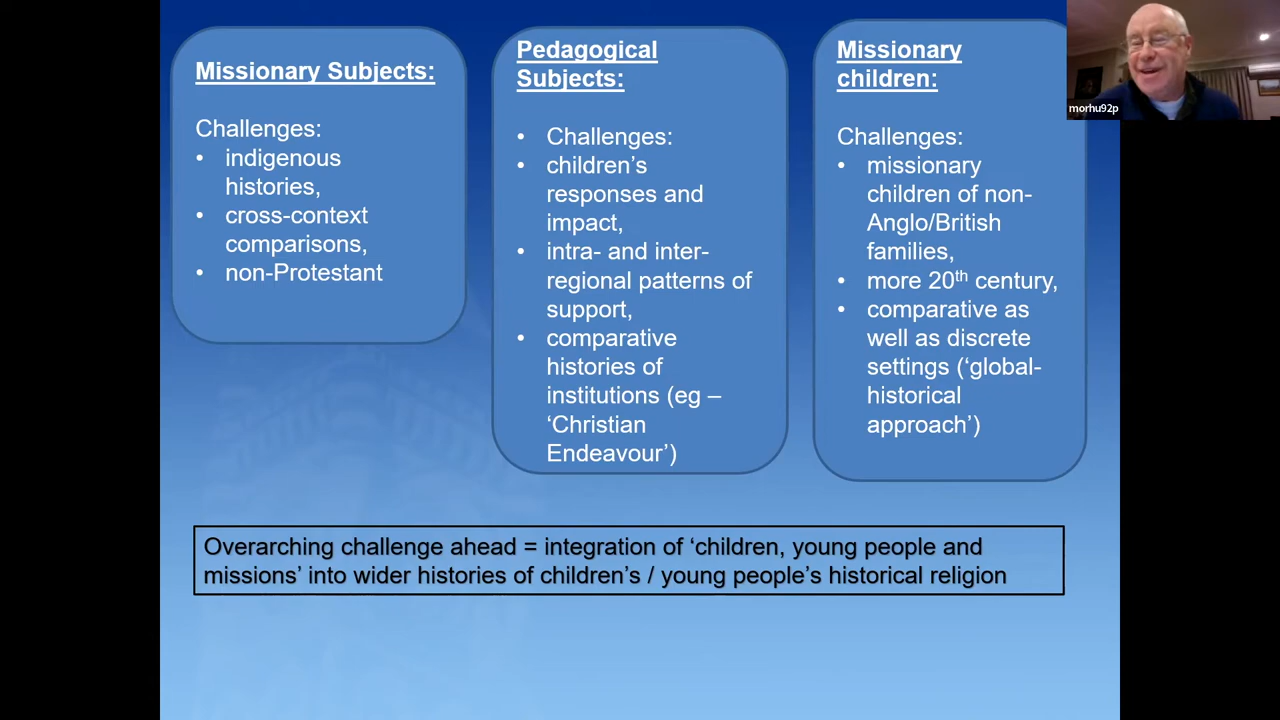 Missionary Subjects:
Challenges:
• indigenous
histories,
• cross-context
comparisons,
• non-Protestant
Pedagogical
Subjects:
• Challenges:
• children’s
responses and
impact,
• intra- and inter-
regional patterns of
support,
• comparative
histories of
institutions (eg –
‘Christian
Endeavour’)
Missionary
children:
Challenges:
• missionary
children of non-
Anglo/British
families,
• more 20th century,
• comparative as
well as discrete
settings (‘global-
historical
approach’)
morhu92p
Overarching challenge ahead = integration of ‘children, young people and
missions’ into wider histories of children’s / young people’s historical religion